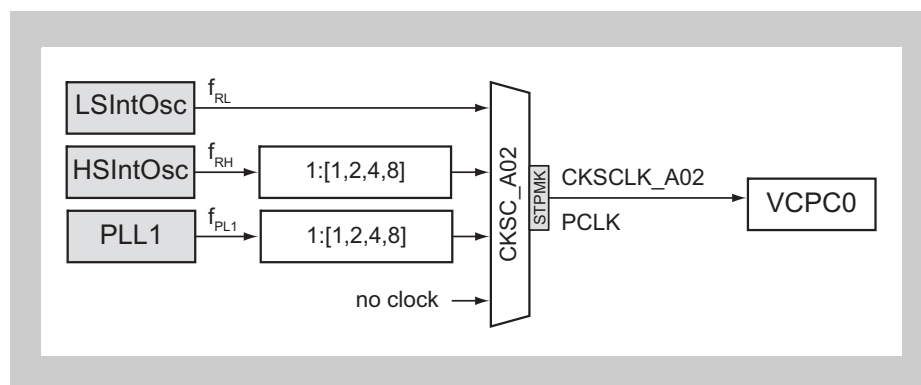 LSIntOsc
fRL
HSIntOsc
fRH
1:[1,2,4,8]
PLL1
fPL1
1:[1,2,4,8]
no clock
CKSC_A02
STPMK
CKSCLK_A02
PCLK
VCPC0